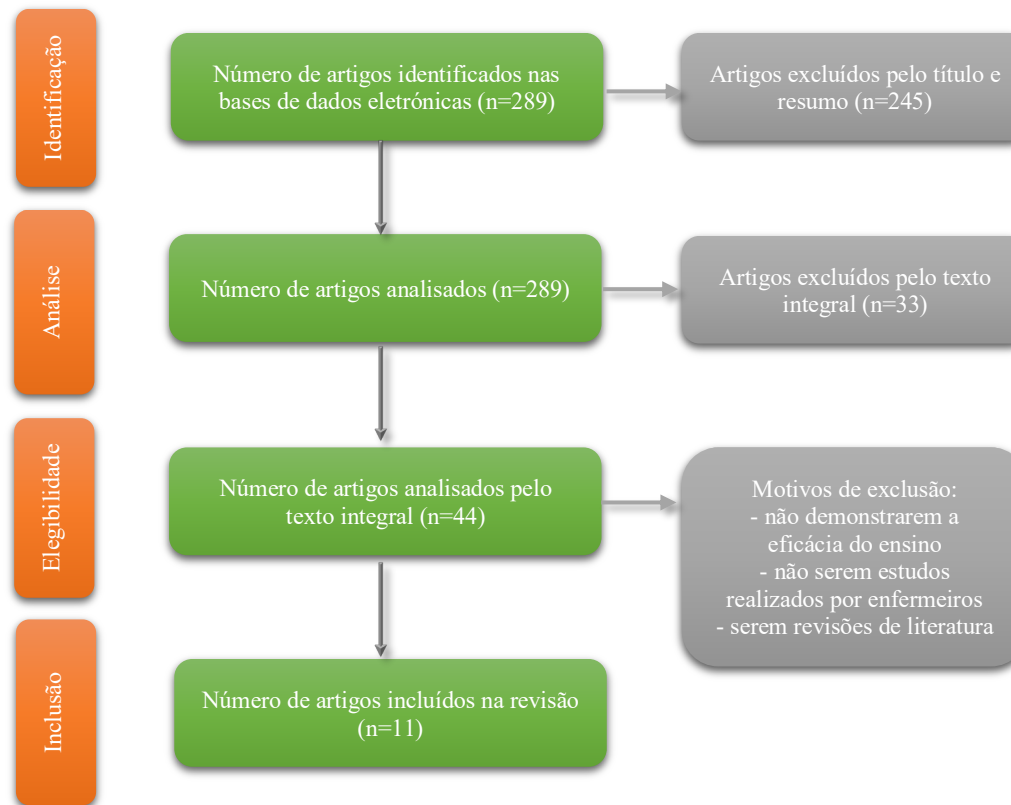 Identificação
Número de artigos identificados nas
bases de dados eletrónicas (n=289)
Artigos excluídos pelo título e
resumo (n=245)
Análise
Número de artigos analisados (n=289)
Artigos excluídos pelo texto
integral (n=33)
Elegibilidade
Número de artigos analisados pelo
texto integral (n=44)
Motivos de exclusão:
- não demonstrarem a
eficácia do ensino
- não serem estudos
realizados por enfermeiros
- serem revisões de literatura
Inclusão
Número de artigos incluídos na revisão
(n=11)